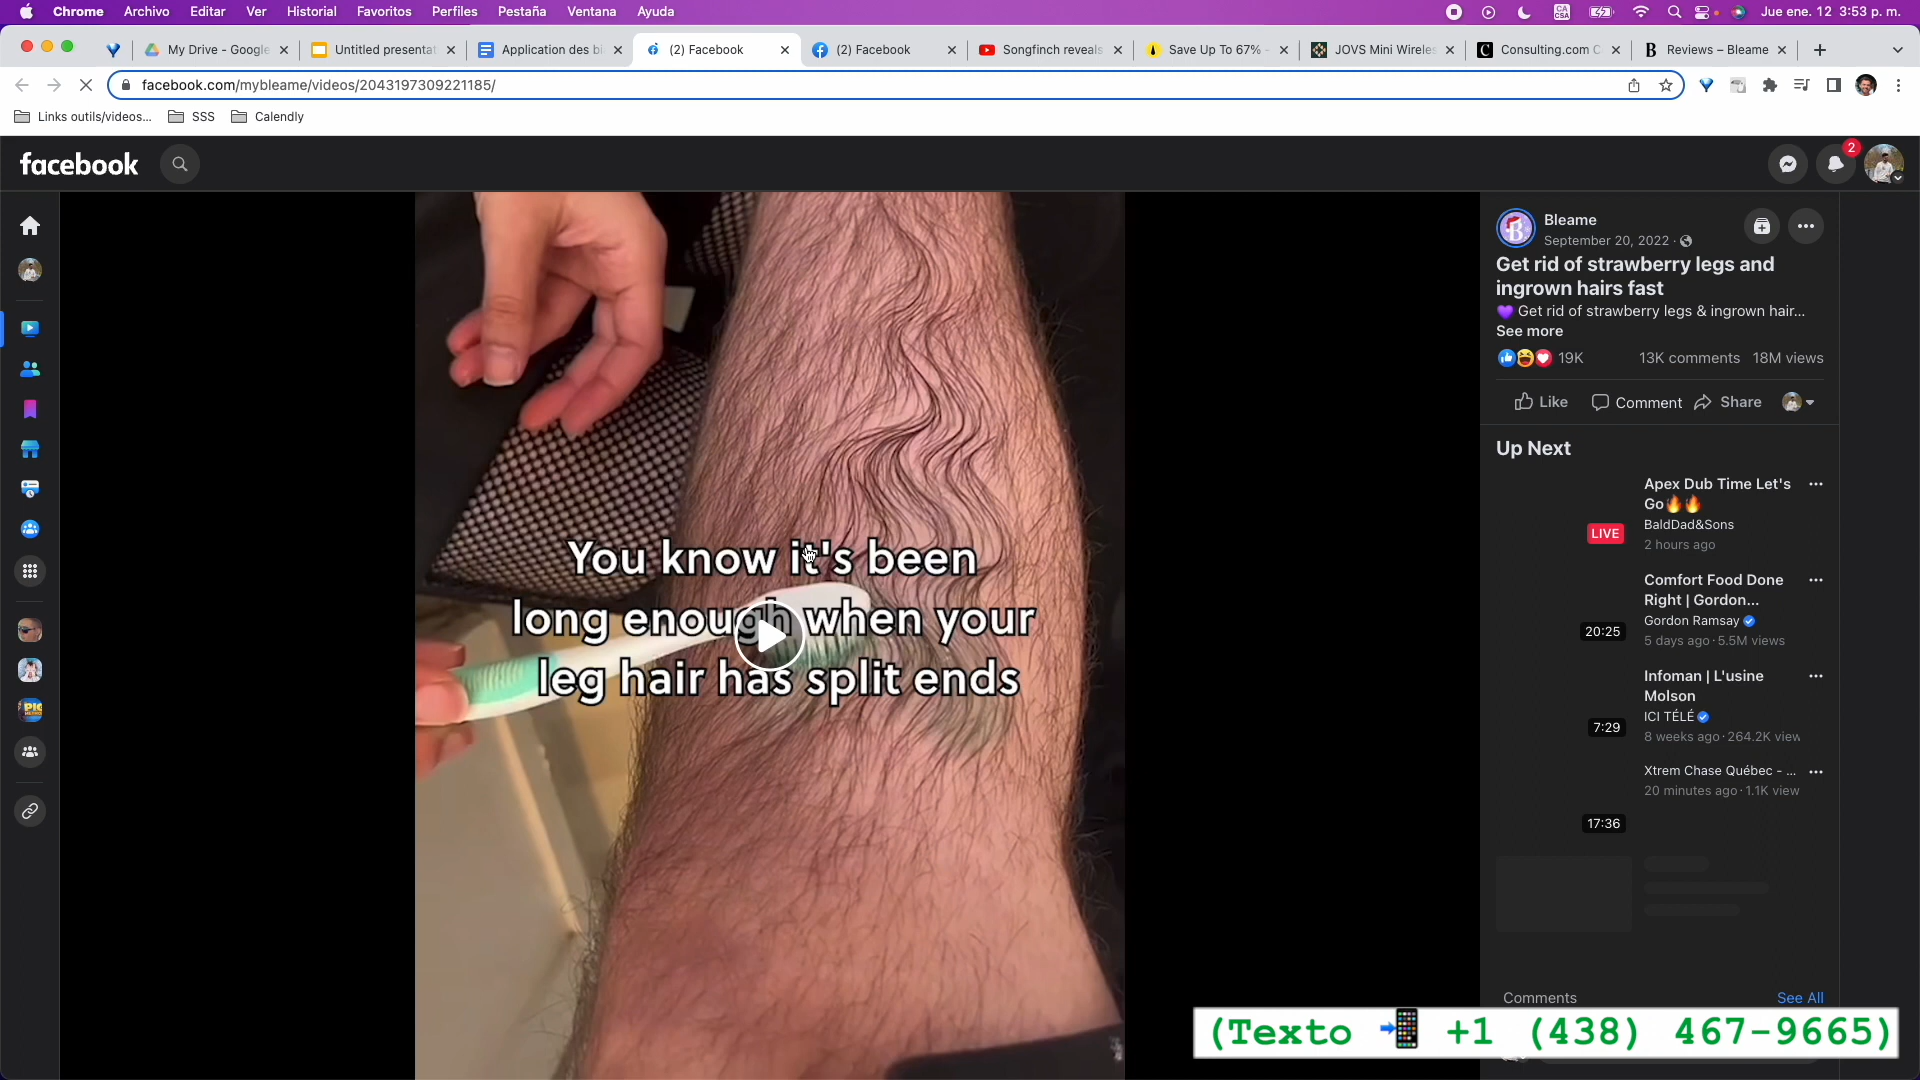 Chrome Archivo Editar Ver Historial Favoritos Perfiles Pestaña Ventana Ayuda
CA CSA Jue ene. 12 3:53 p. m.
My Drive - Google
Untitled presentat
Application des bi
(2) Facebook
(2) Facebook
Songfinch reveals
Save Up To 67% -
JOVS Mini Wireles
Consulting.com C
Reviews – Bleame
facebook.com/mybleame/videos/2043197309221185/
Links outils/videos... SSS Calendly
facebook
2
You know it's been
long enough when your
leg hair has split ends
Bleame
September 20, 2022 ·
Get rid of strawberry legs and
ingrown hairs fast
💜 Get rid of strawberry legs & ingrown hair...
See more
19K 13K comments 18M views
Like Comment Share
Up Next
Apex Dub Time Let's
Go🔥🔥
BaldDad&Sons
LIVE
2 hours ago
Comfort Food Done
Right | Gordon...
Gordon Ramsay
20:25
5 days ago · 5.5M views
Infoman | L'usine
Molson
ICI TÉLÉ
7:29
8 weeks ago · 264.2K view
Xtrem Chase Québec - ...
20 minutes ago · 1.1K view
17:36
Comments See All
(Texto 📲 +1 (438) 467-9665)